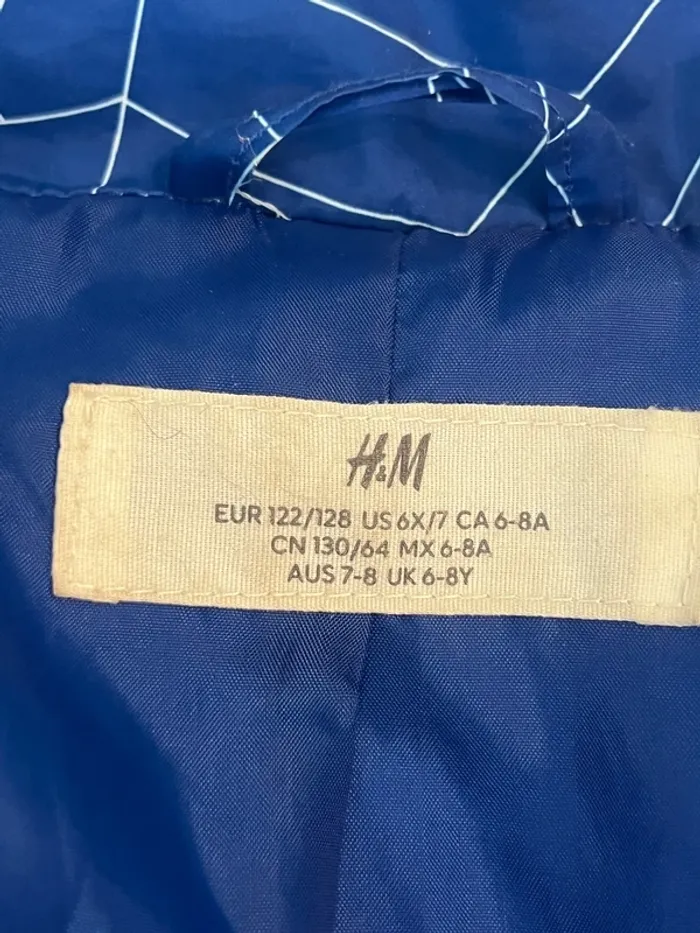 H&M
EUR 122/128 US 6X/7 CA 6-8A
CN 130/64 MX 6-8A
AUS 7-8 UK 6-8Y